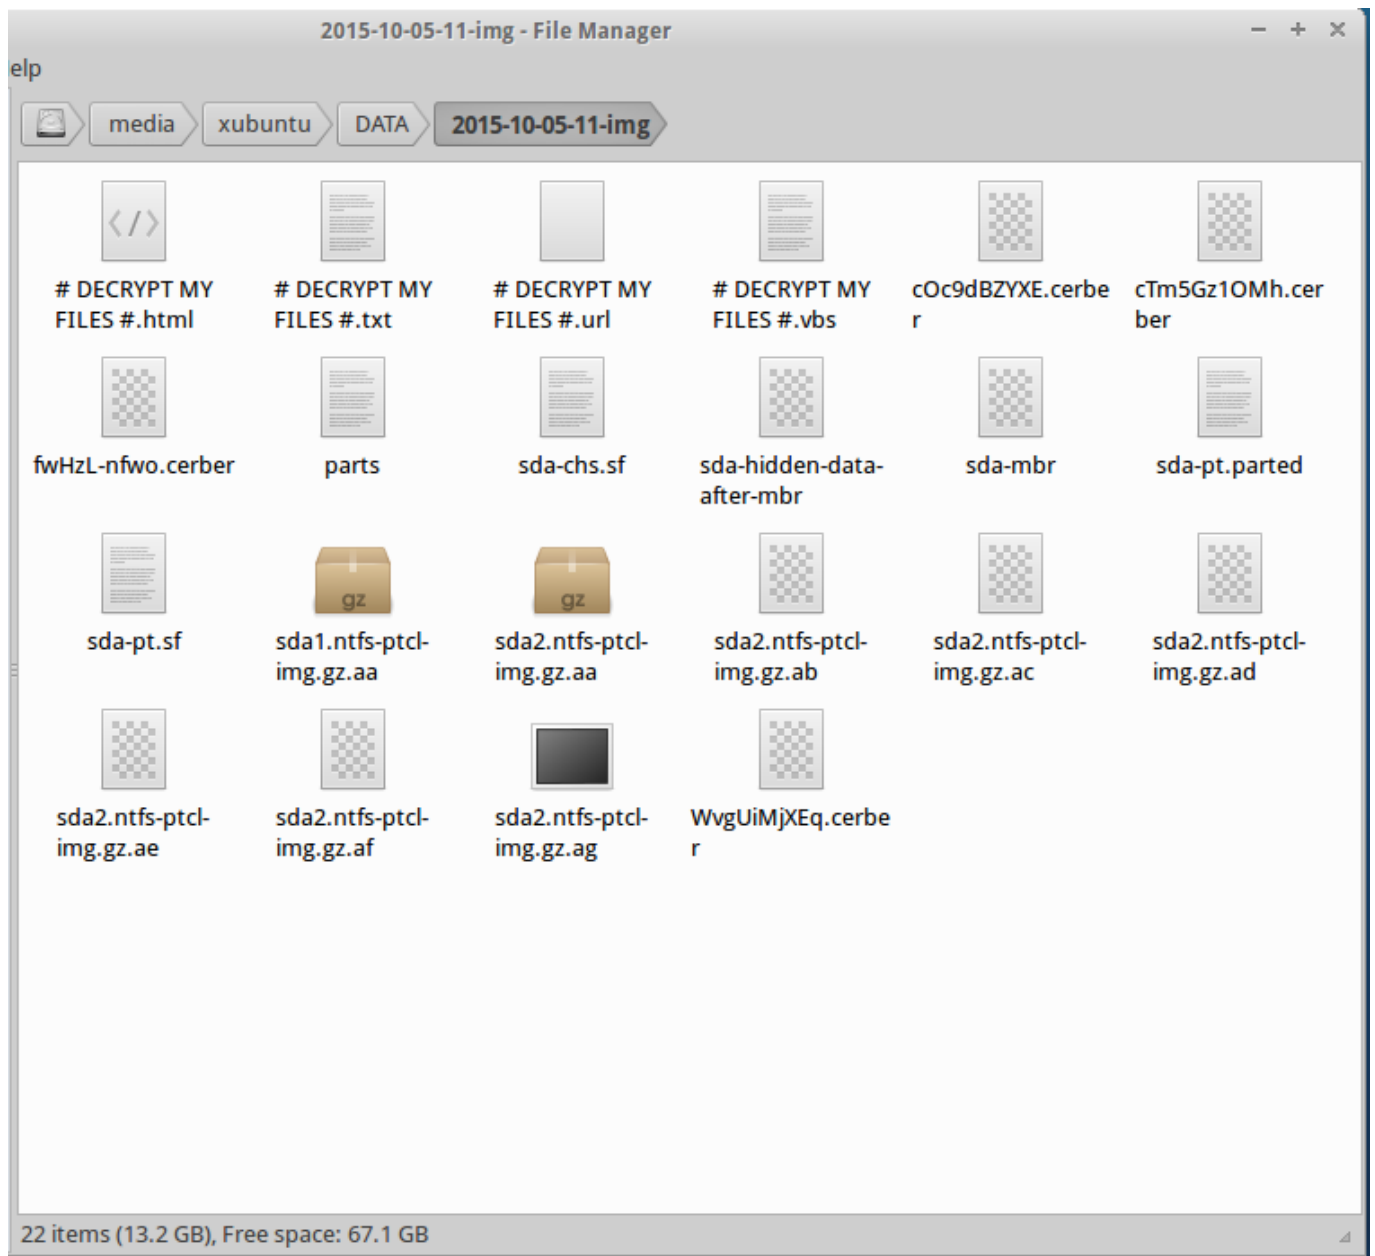 2015-10-05-11-img - File Manager
elp
media
xubuntu
DATA
2015-10-05-11-img
# DECRYPT MY
FILES #.html
# DECRYPT MY
FILES #.txt
# DECRYPT MY
FILES #.url
# DECRYPT MY
FILES #.vbs
cOc9dBZYXE.cerbe
r
cTm5Gz1OMh.cer
ber
fwHzL-nfwo.cerber
parts
sda-chs.sf
sda-hidden-data-
after-mbr
sda-mbr
sda-pt.parted
sda-pt.sf
gz
sda1.ntfs-ptcl-
img.gz.aa
gz
sda2.ntfs-ptcl-
img.gz.aa
sda2.ntfs-ptcl-
img.gz.ab
sda2.ntfs-ptcl-
img.gz.ac
sda2.ntfs-ptcl-
img.gz.ad
sda2.ntfs-ptcl-
img.gz.ae
sda2.ntfs-ptcl-
img.gz.af
sda2.ntfs-ptcl-
img.gz.ag
WvgUiMjXEq.cerbe
r
22 items (13.2 GB), Free space: 67.1 GB